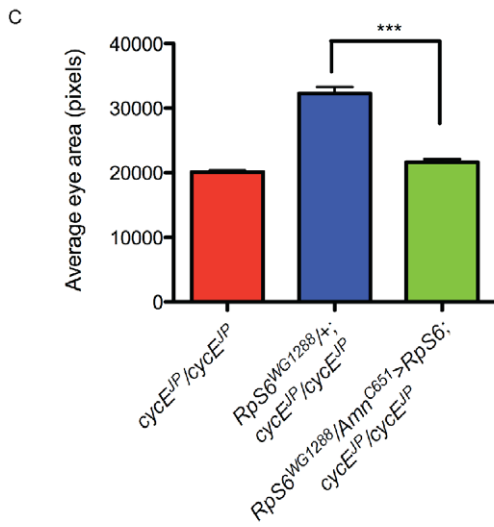 C
***
Average eye area (pixels)
40000
30000
20000
10000
0
cycE^JP/cycE^JP
RpS6^WG1288/+;
cycE^JP/cycE^JP
RpS6^WG1288/Amn^C651>RpS6;
cycE^JP/cycE^JP